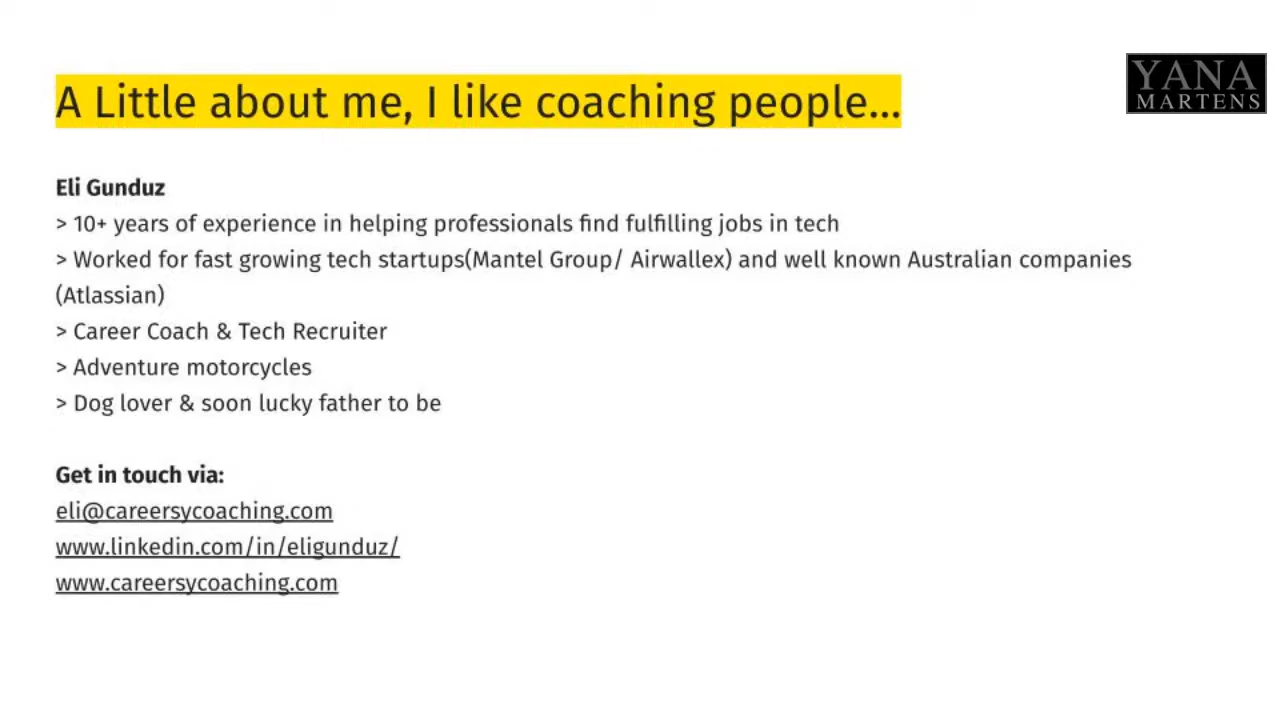 A Little about me, I like coaching people...
YANA
MARTENS
Eli Gunduz
> 10+ years of experience in helping professionals find fulfilling jobs in tech
> Worked for fast growing tech startups(Mantel Group/ Airwallex) and well known Australian companies
(Atlassian)
> Career Coach & Tech Recruiter
> Adventure motorcycles
> Dog lover & soon lucky father to be
Get in touch via:
eli@careersycoaching.com
www.linkedin.com/in/eligunduz/
www.careersycoaching.com